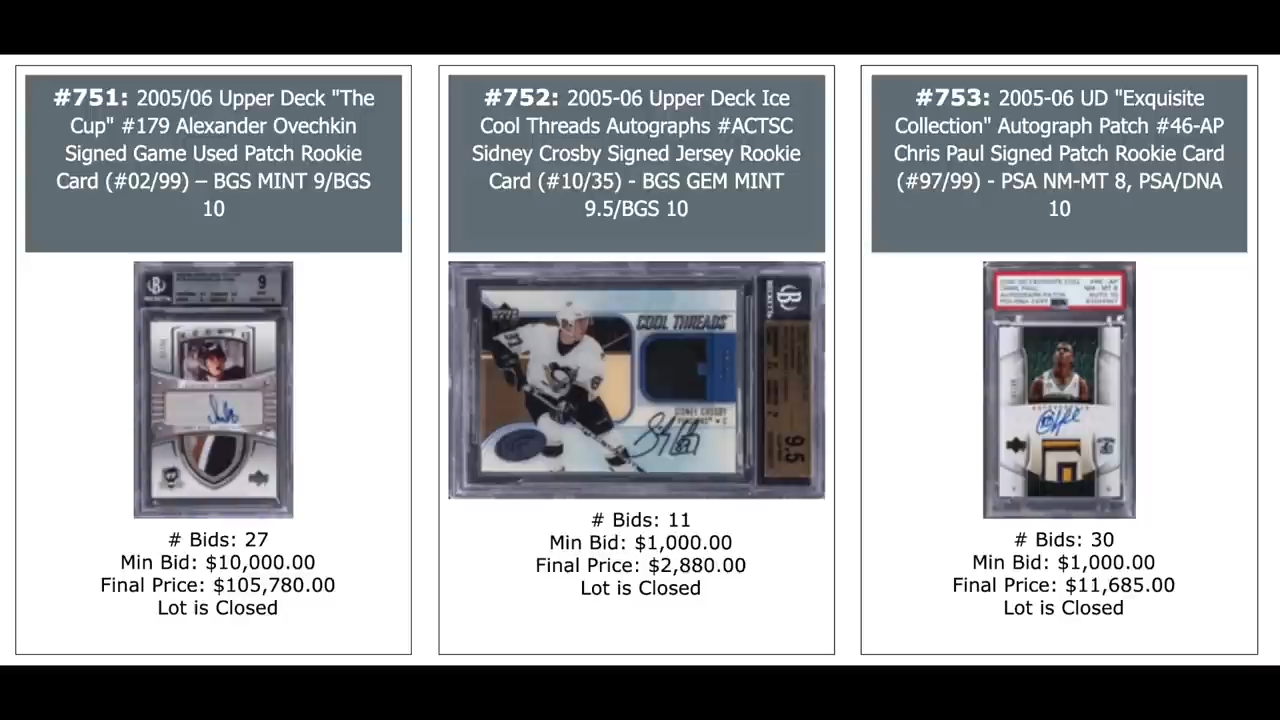 #751: 2005/06 Upper Deck "The
Cup" #179 Alexander Ovechkin
Signed Game Used Patch Rookie
Card (#02/99) – BGS MINT 9/BGS
10
9
# Bids: 27
Min Bid: $10,000.00
Final Price: $105,780.00
Lot is Closed
#752: 2005-06 Upper Deck Ice
Cool Threads Autographs #ACTSC
Sidney Crosby Signed Jersey Rookie
Card (#10/35) - BGS GEM MINT
9.5/BGS 10
COOL THREADS
SIDNEY CROSBY
9.5
# Bids: 11
Min Bid: $1,000.00
Final Price: $2,880.00
Lot is Closed
#753: 2005-06 UD "Exquisite
Collection" Autograph Patch #46-AP
Chris Paul Signed Patch Rookie Card
(#97/99) - PSA NM-MT 8, PSA/DNA
10
# Bids: 30
Min Bid: $1,000.00
Final Price: $11,685.00
Lot is Closed